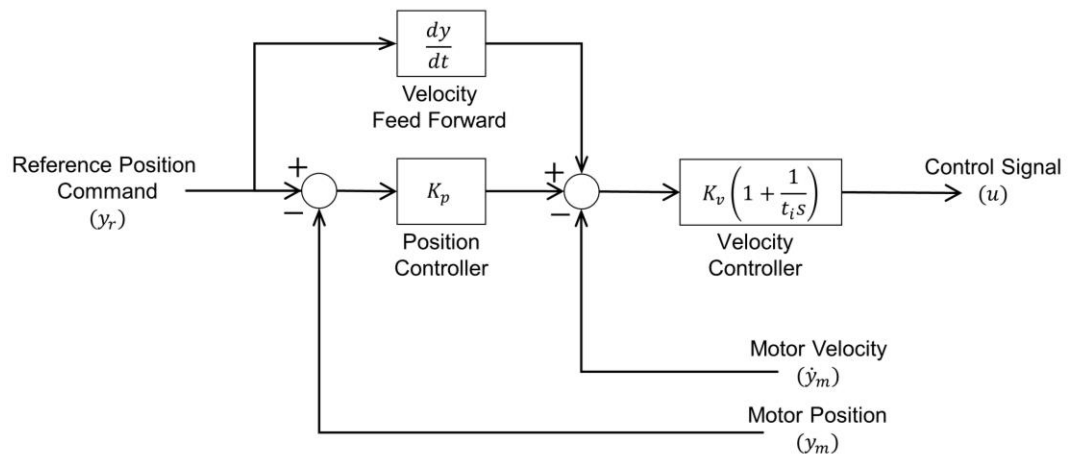 dy
dt
Velocity
Feed Forward
Reference Position
Command
(y_r)
+
−
K_p
Position
Controller
+
−
K_v(1 + 1/(t_i s))
Velocity
Controller
Control Signal
(u)
Motor Velocity
(ẏ_m)
Motor Position
(y_m)